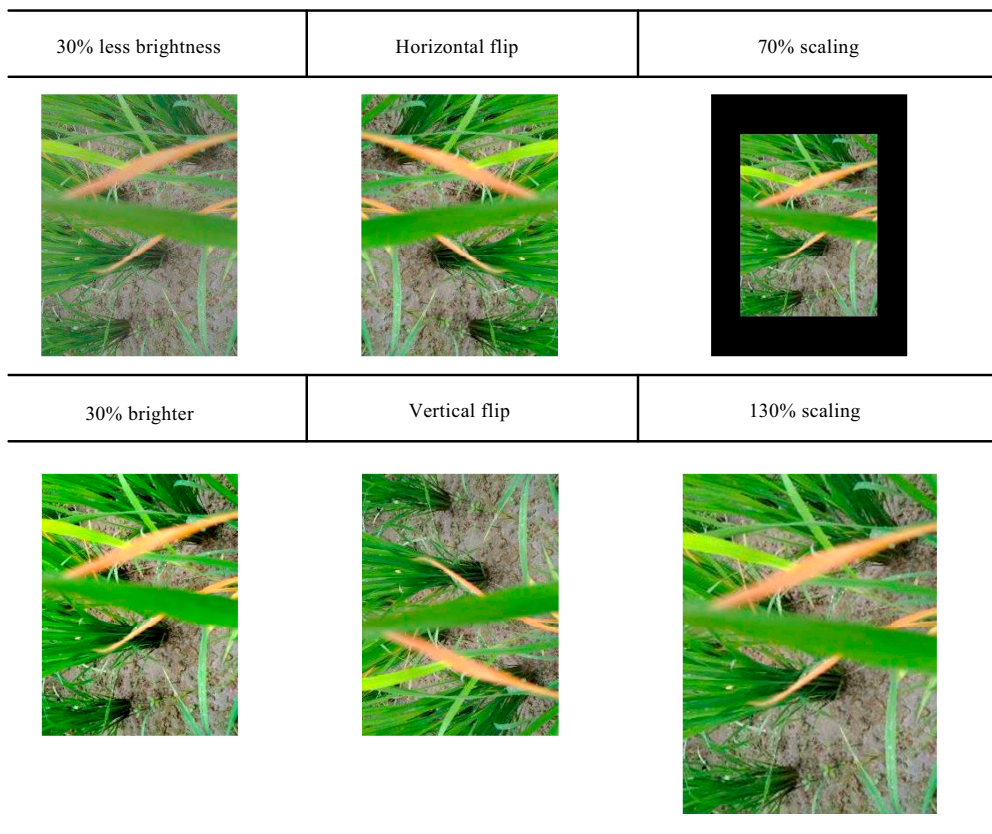 30% less brightness
Horizontal flip
70% scaling
30% brighter
Vertical flip
130% scaling